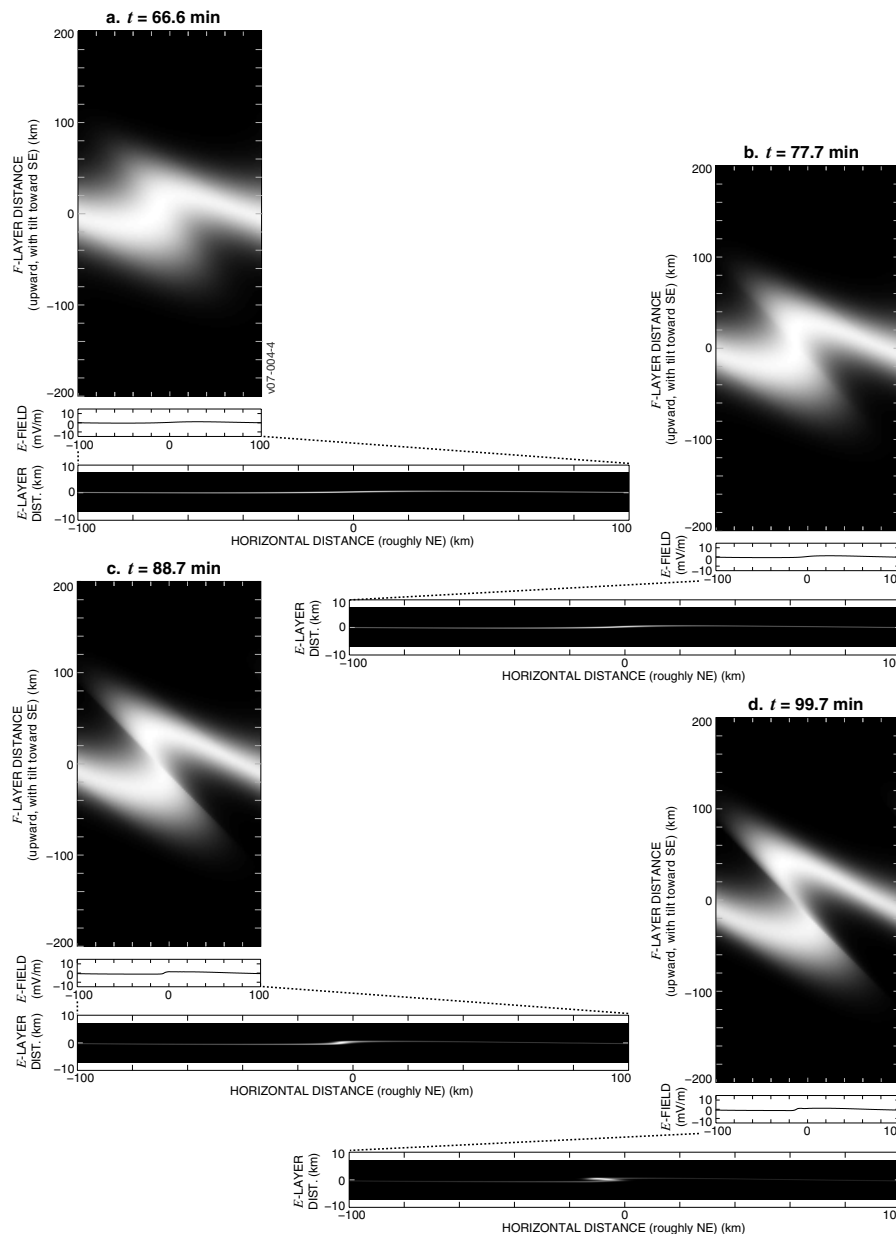 a. t = 66.6 min
200
100
0
−100
−200
F-LAYER DISTANCE
(upward, with tilt toward SE) (km)
v07-004-4
E-FIELD
(mV/m)
10
0
−10
−100 0 100
E-LAYER
DIST. (km)
10
0
−10
−100 0 100
HORIZONTAL DISTANCE (roughly NE) (km)
b. t = 77.7 min
200
100
0
−100
−200
F-LAYER DISTANCE
(upward, with tilt toward SE) (km)
E-FIELD
(mV/m)
10
0
−10
−100 0 100
E-LAYER
DIST. (km)
10
0
−10
−100 0 100
HORIZONTAL DISTANCE (roughly NE) (km)
c. t = 88.7 min
200
100
0
−100
−200
F-LAYER DISTANCE
(upward, with tilt toward SE) (km)
E-FIELD
(mV/m)
10
0
−10
−100 0 100
E-LAYER
DIST. (km)
10
0
−10
−100 0 100
HORIZONTAL DISTANCE (roughly NE) (km)
d. t = 99.7 min
200
100
0
−100
−200
F-LAYER DISTANCE
(upward, with tilt toward SE) (km)
E-FIELD
(mV/m)
10
0
−10
−100 0 100
E-LAYER
DIST. (km)
10
0
−10
−100 0 100
HORIZONTAL DISTANCE (roughly NE) (km)